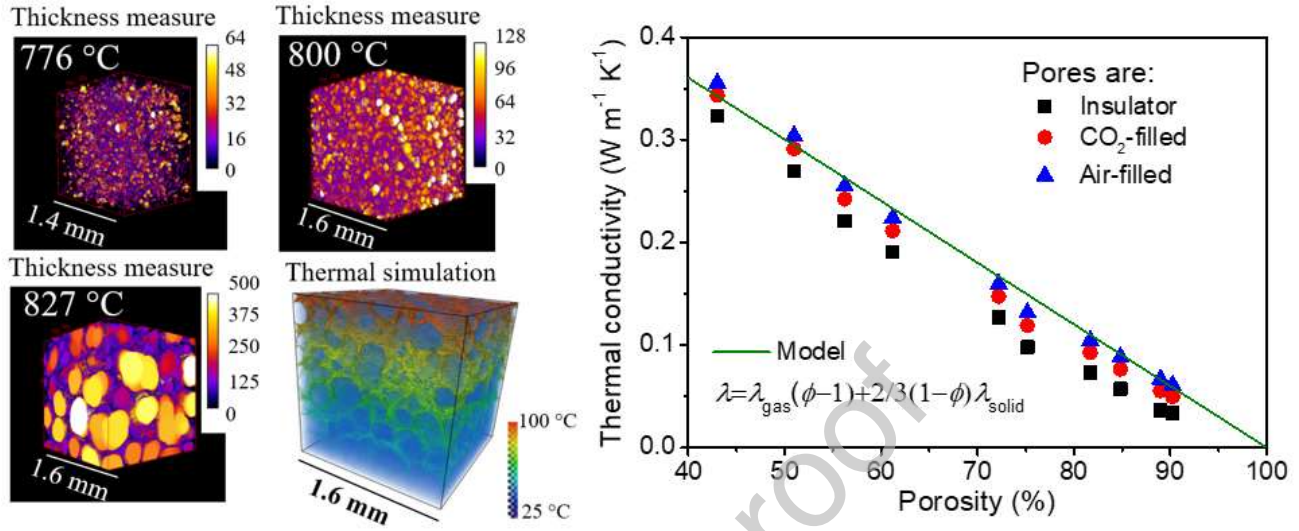 Thickness measure
776 °C
64
48
32
16
0
1.4 mm
Thickness measure
800 °C
128
96
64
32
0
1.6 mm
Thickness measure
827 °C
500
375
250
125
0
1.6 mm
Thermal simulation
100 °C
25 °C
1.6 mm
Thermal conductivity (W m⁻¹ K⁻¹)
0.4
0.3
0.2
0.1
0.0
Pores are:
Insulator
CO₂-filled
Air-filled
Model
λ=λgas(ϕ−1)+2/3(1−ϕ)λsolid
40 50 60 70 80 90 100
Porosity (%)
roof